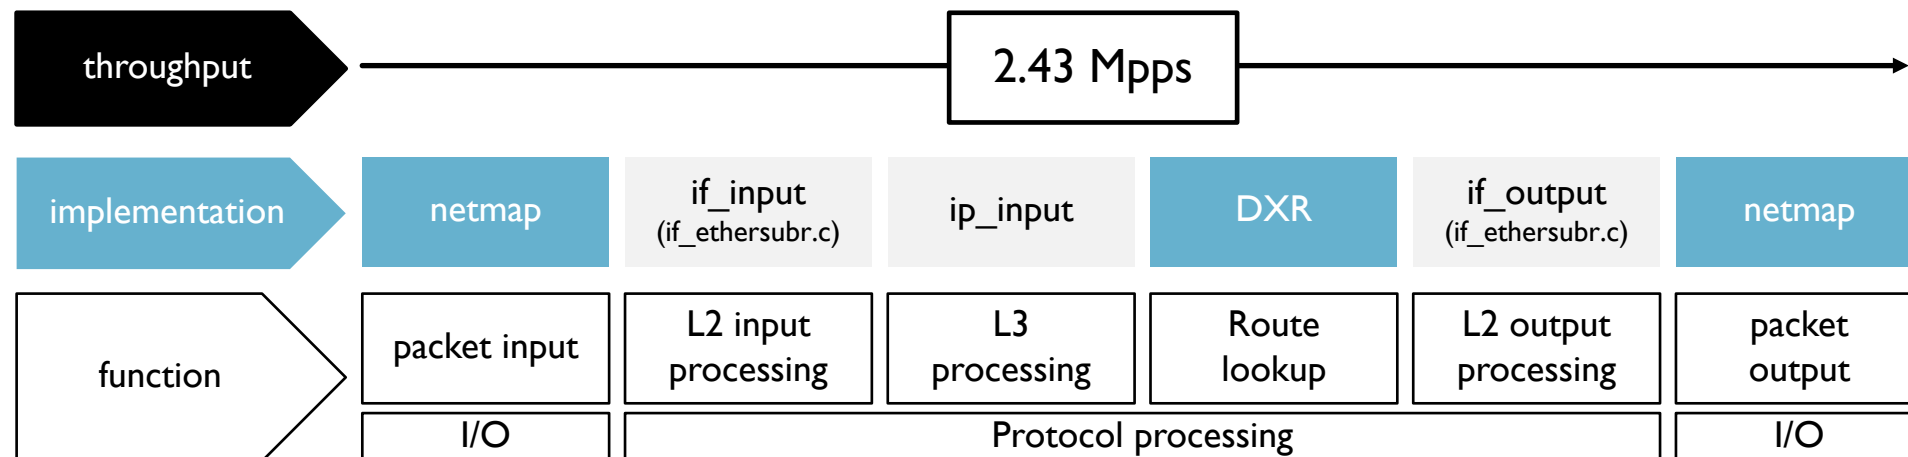 throughput
2.43 Mpps
implementation
netmap
if_input
(if_ethersubr.c)
ip_input
DXR
if_output
(if_ethersubr.c)
netmap
function
packet input
L2 input
processing
L3
processing
Route
lookup
L2 output
processing
packet
output
I/O
Protocol processing
I/O